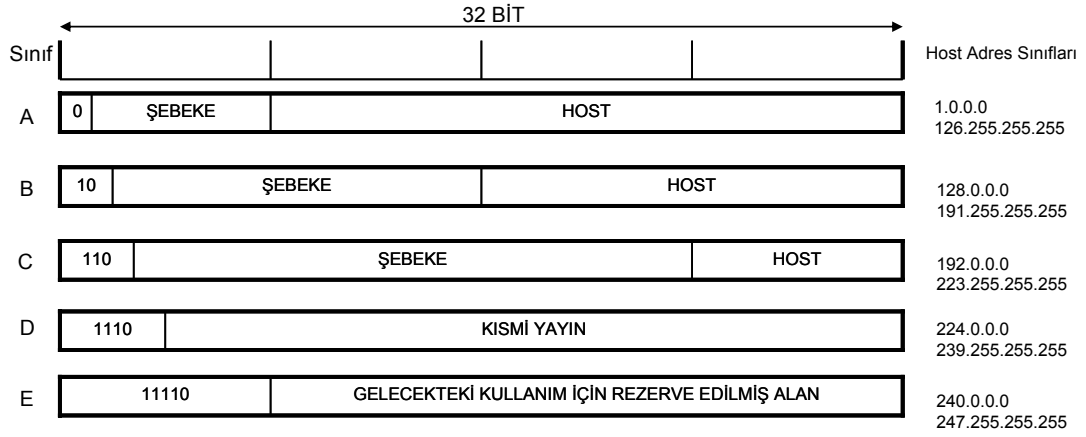 32 BİT
Sınıf
Host Adres Sınıfları
A
0
ŞEBEKE
HOST
1.0.0.0
126.255.255.255
B
10
ŞEBEKE
HOST
128.0.0.0
191.255.255.255
C
110
ŞEBEKE
HOST
192.0.0.0
223.255.255.255
D
1110
KISMİ YAYIN
224.0.0.0
239.255.255.255
E
11110
GELECEKTEKİ KULLANIM İÇİN REZERVE EDİLMİŞ ALAN
240.0.0.0
247.255.255.255